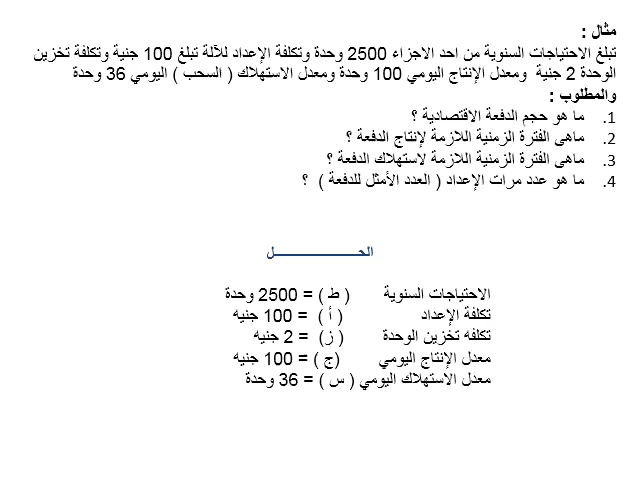 مثال :
تبلغ الاحتياجات السنوية من احد الاجزاء 2500 وحدة وتكلفة الإعداد للآلة تبلغ 100 جنية وتكلفة تخزين
الوحدة 2 جنية ومعدل الإنتاج اليومي 100 وحدة ومعدل الاستهلاك ( السحب ) اليومي 36 وحدة
والمطلوب :
1. ما هو حجم الدفعة الاقتصادية ؟
2. ماهى الفترة الزمنية اللازمة لإنتاج الدفعة ؟
3. ماهى الفترة الزمنية اللازمة لاستهلاك الدفعة ؟
4. ما هو عدد مرات الإعداد ( العدد الأمثل للدفعة ) ؟
الحـــــــــــــــل
الاحتياجات السنوية ( ط ) = 2500 وحدة
تكلفة الإعداد ( أ ) = 100 جنيه
تكلفه تخزين الوحدة ( ز ) = 2 جنيه
معدل الإنتاج اليومي (ج ) = 100 جنيه
معدل الاستهلاك اليومي ( س ) = 36 وحدة